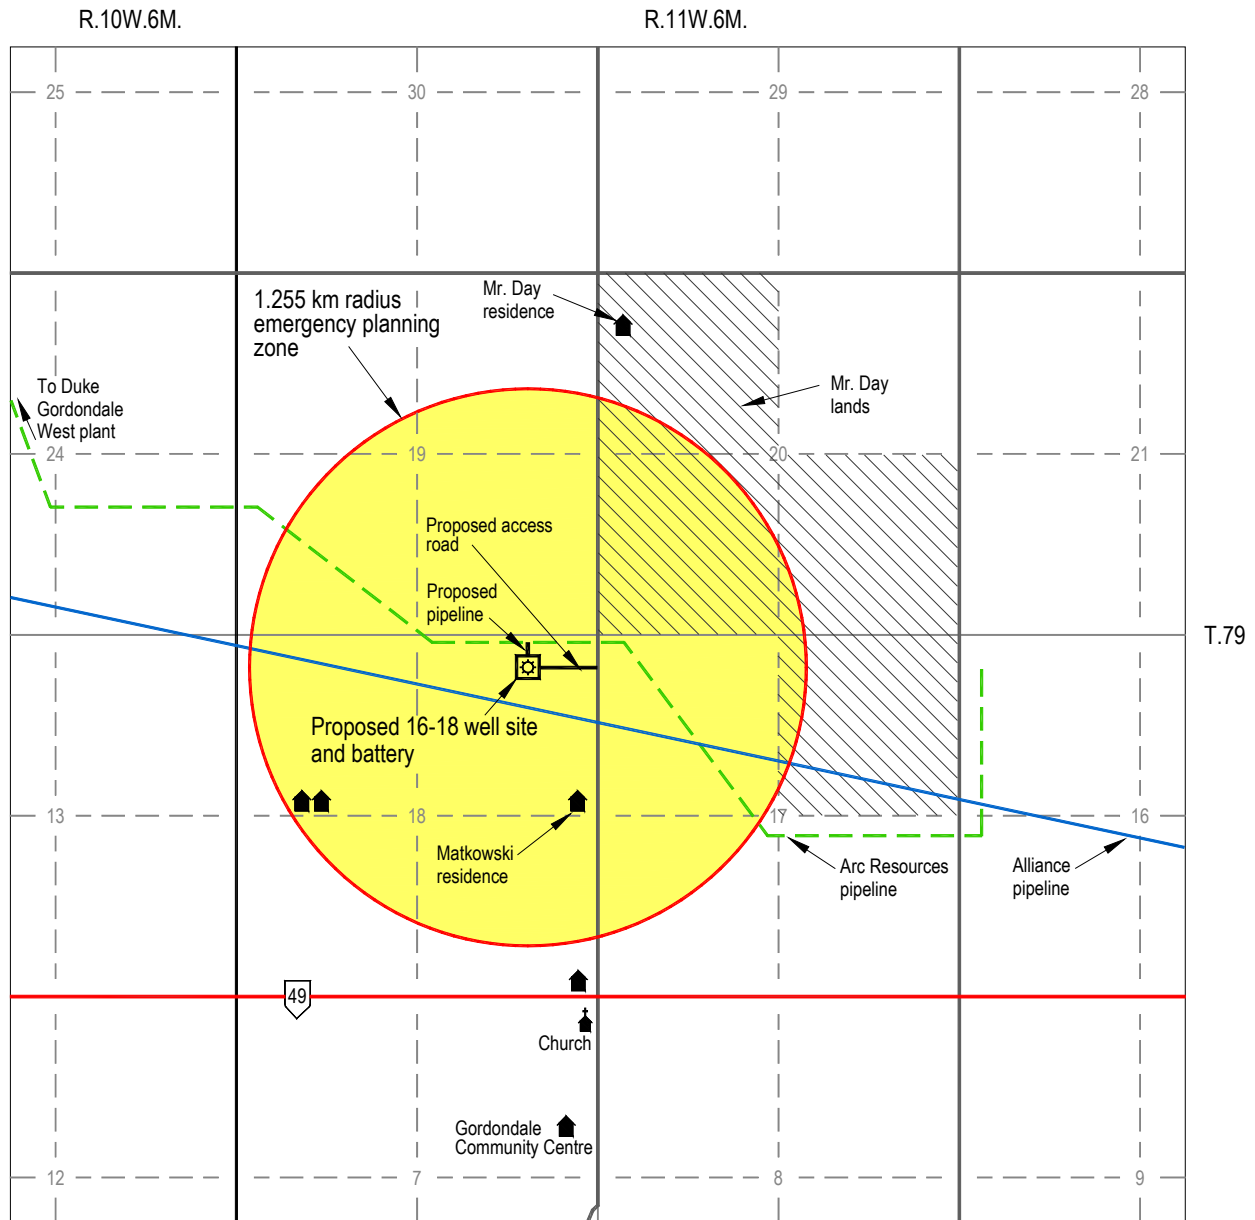 R.10W.6M.
R.11W.6M.
25
30
29
28
Mr. Day
residence
1.255 km radius
emergency planning
zone
To Duke
Gordondale
West plant
Mr. Day
lands
24
19
20
21
Proposed access
road
Proposed
pipeline
T.79
Proposed 16-18 well site
and battery
13
18
17
16
Matkowski
residence
Arc Resources
pipeline
Alliance
pipeline
49
Church
Gordondale
Community Centre
12
7
8
9